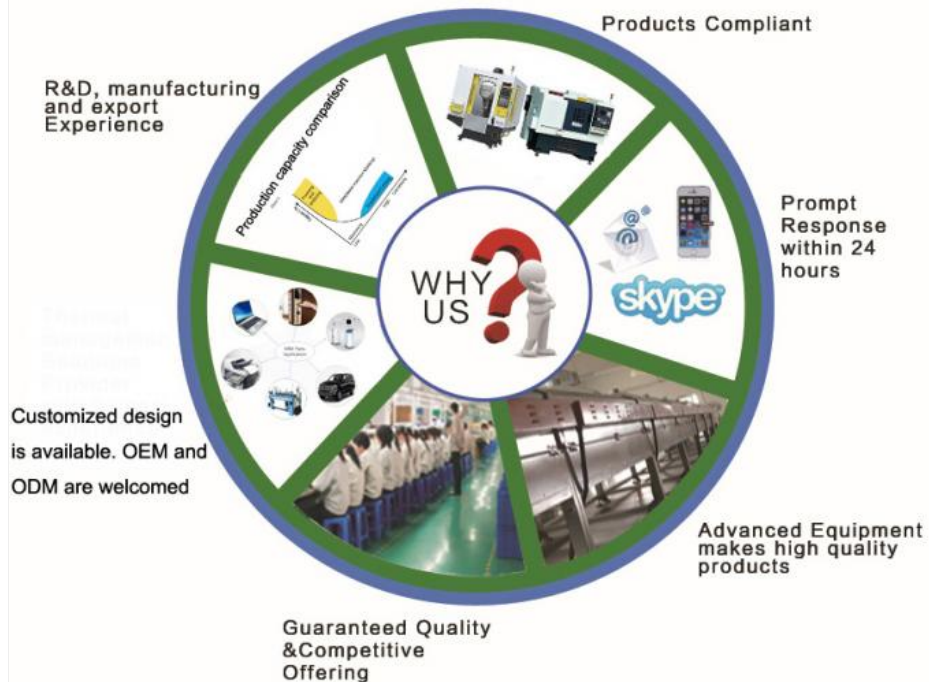 Products Compliant
R&D, manufacturing
and export
Experience
Production capacity comparison
Prompt
Response
within 24
hours
WHY
US
skype
Customized design
is available. OEM and
ODM are welcomed
Advanced Equipment
makes high quality
products
Guaranteed Quality
&Competitive
Offering